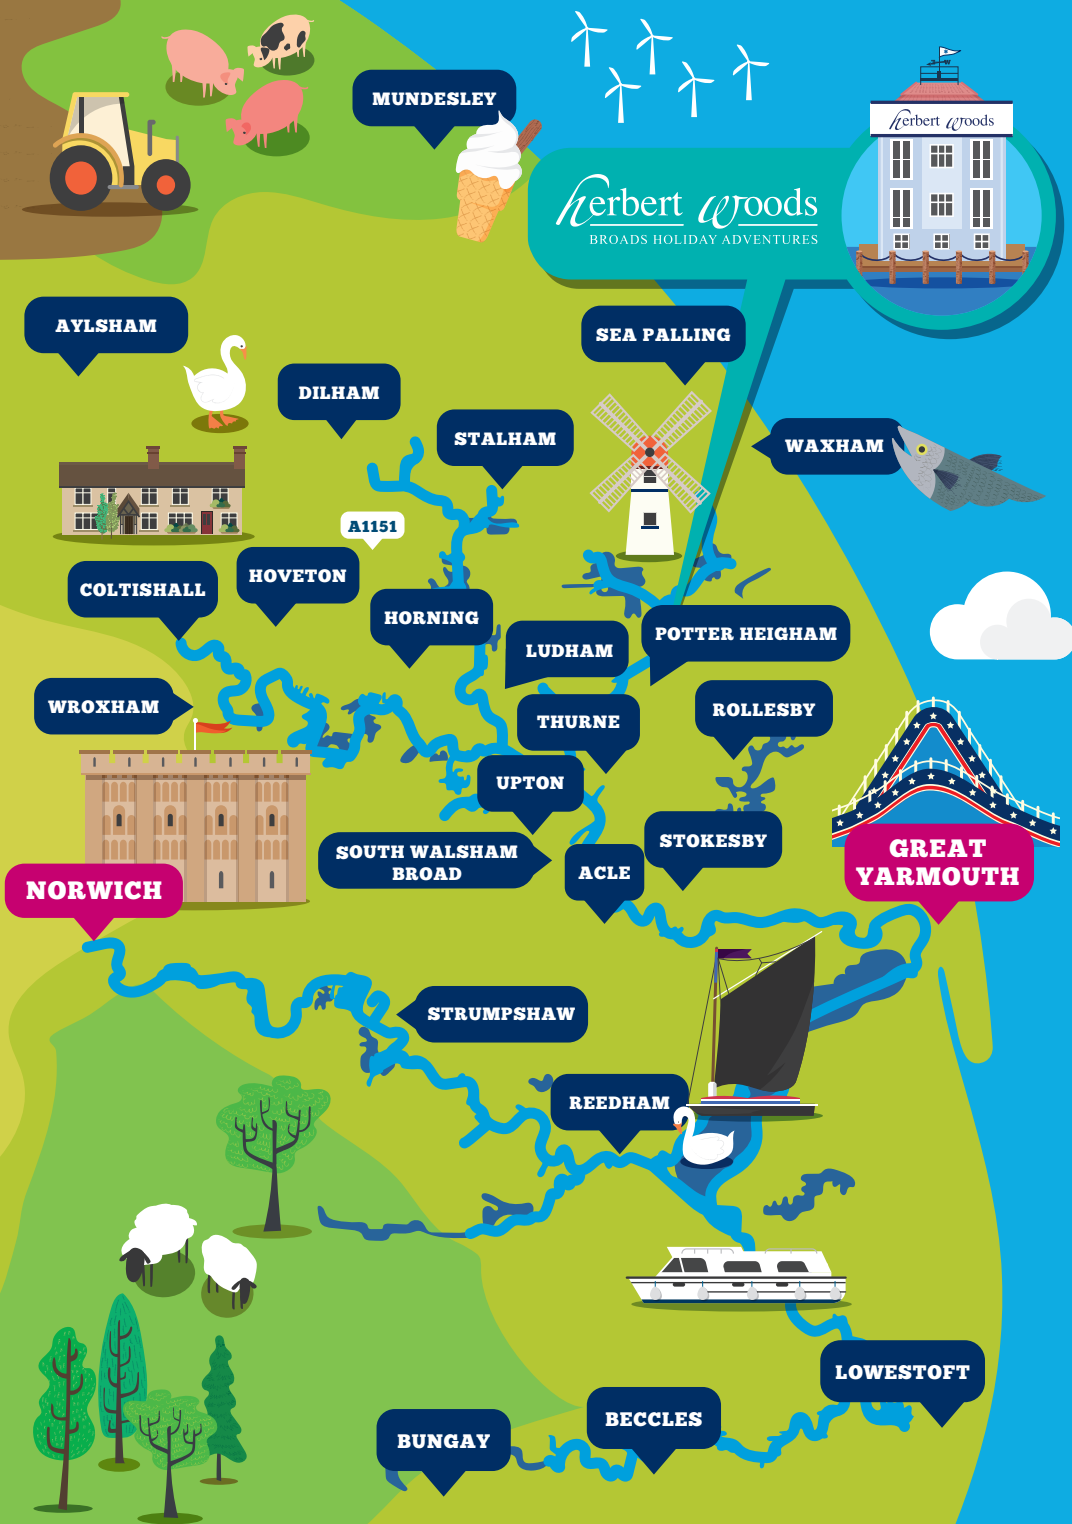 MUNDESLEY
herbert woods
herbert woods
BROADS HOLIDAY ADVENTURES
AYLSHAM
SEA PALLING
DILHAM
STALHAM
WAXHAM
A1151
HOVETON
COLTISHALL
HORNING
POTTER HEIGHAM
LUDHAM
WROXHAM
ROLLESBY
THURNE
UPTON
STOKESBY
GREAT
YARMOUTH
SOUTH WALSHAM
BROAD
ACLE
NORWICH
STRUMPSHAW
REEDHAM
LOWESTOFT
BECCLES
BUNGAY